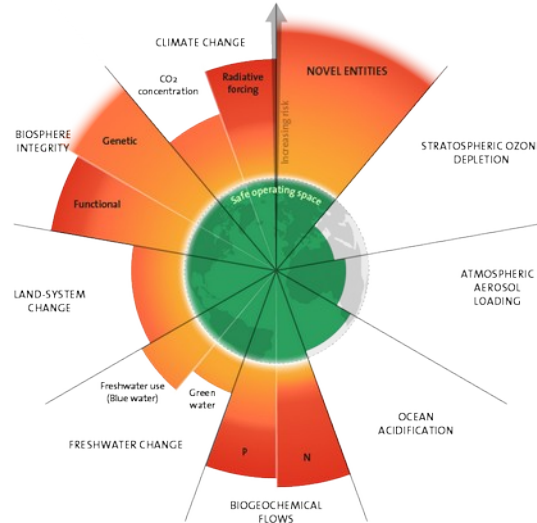 CLIMATE CHANGE
CO₂
concentration
Radiative
forcing
NOVEL ENTITIES
Increasing risk
STRATOSPHERIC OZON
DEPLETION
BIOSPHERE
INTEGRITY
Genetic
Functional
Safe operating space
LAND-SYSTEM
CHANGE
ATMOSPHERIC
AEROSOL
LOADING
Freshwater use
(Blue water)
Green
water
FRESHWATER CHANGE
P
N
OCEAN
ACIDIFICATION
BIOGEOCHEMICAL
FLOWS